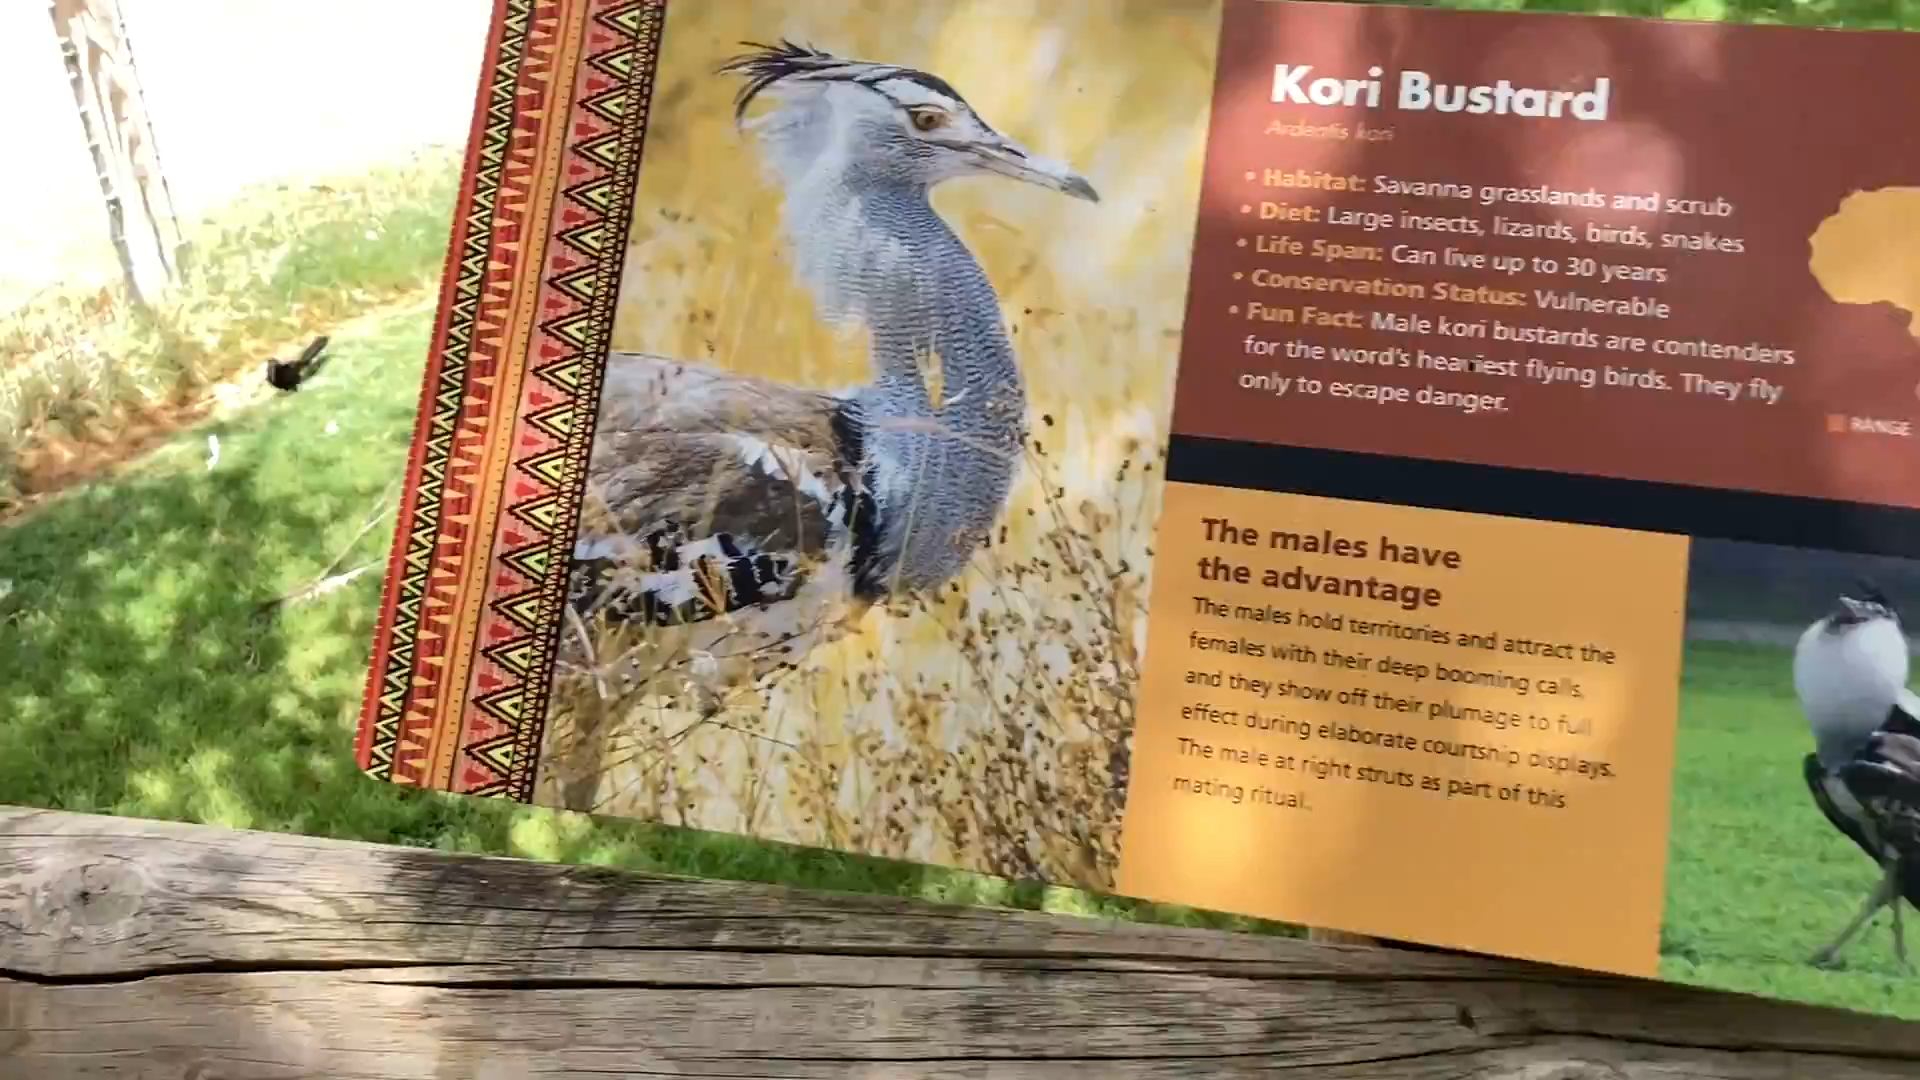 Kori Bustard
Ardeotis kori
• Habitat: Savanna grasslands and scrub
• Diet: Large insects, lizards, birds, snakes
• Life Span: Can live up to 30 years
• Conservation Status: Vulnerable
• Fun Fact: Male kori bustards are contenders
for the word's heaviest flying birds. They fly
only to escape danger.
RANGE
The males have
the advantage
The males hold territories and attract the
females with their deep booming calls,
and they show off their plumage to full
effect during elaborate courtship displays.
The male at right struts as part of this
mating ritual.